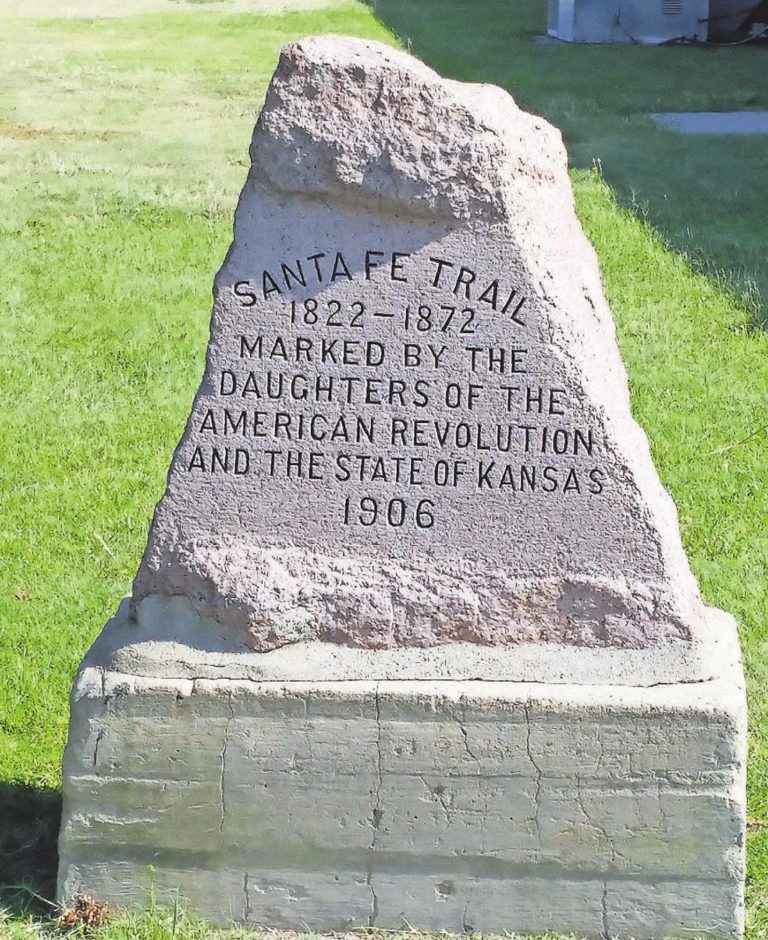 SANTA FE TRAIL
1822-1872
MARKED BY THE
DAUGHTERS OF THE
AMERICAN REVOLUTION
AND THE STATE OF KANSAS
1906